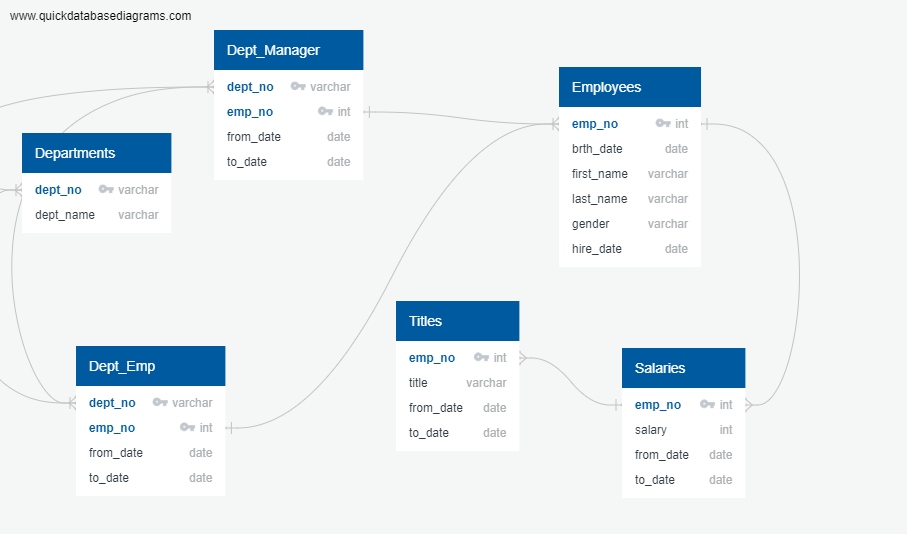 www.quickdatabasediagrams.com
Dept_Manager
dept_no varchar
emp_no int
from_date date
to_date date
Employees
emp_no int
brth_date date
first_name varchar
last_name varchar
gender varchar
hire_date date
Departments
dept_no varchar
dept_name varchar
Titles
emp_no int
title varchar
from_date date
to_date date
Dept_Emp
dept_no varchar
emp_no int
from_date date
to_date date
Salaries
emp_no int
salary int
from_date date
to_date date